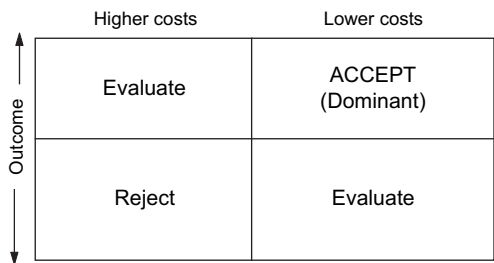 Higher costs
Lower costs
Outcome
Evaluate
ACCEPT
(Dominant)
Reject
Evaluate